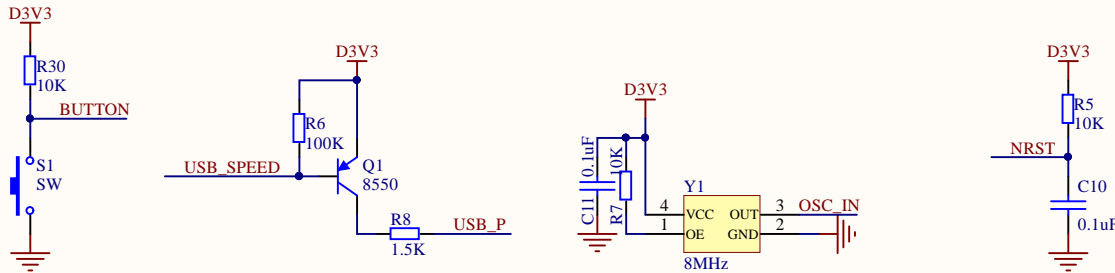 D3V3
R30
10K
BUTTON
S1
SW
D3V3
R6
100K
USB_SPEED
Q1
8550
R8
1.5K
USB_P
D3V3
C11 0.1uF
R7 10K
Y1
4 VCC OUT 3 OSC_IN
1 OE GND 2
8MHz
D3V3
R5
10K
NRST
C10
0.1uF